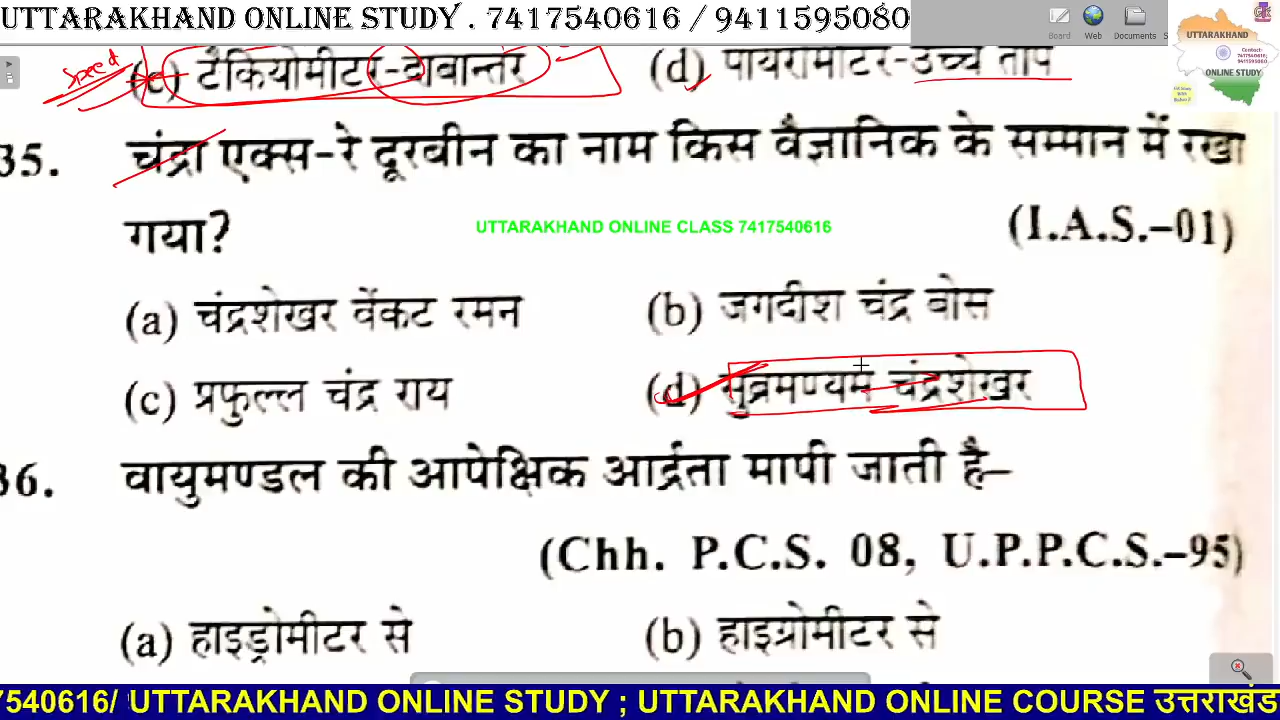 UTTARAKHAND ONLINE STUDY . 7417540616 / 9411595080
Board Web Documents
UTTARAKHAND
ONLINE STUDY
Speed
(c) टैकियोमीटर-दाबान्तर (d) पायरोमीटर-उच्च ताप
35. चंद्रा एक्स-रे दूरबीन का नाम किस वैज्ञानिक के सम्मान में रखा
गया? (I.A.S.-01)
UTTARAKHAND ONLINE CLASS 7417540616
(a) चंद्रशेखर वेंकट रमन (b) जगदीश चंद्र बोस
(c) प्रफुल्ल चंद्र राय (d) सुब्रमण्यम चंद्रशेखर
36. वायुमण्डल की आपेक्षिक आर्द्रता मापी जाती है–
(Chh. P.C.S. 08, U.P.P.C.S.-95)
(a) हाइड्रोमीटर से (b) हाइग्रोमीटर से
7540616/ UTTARAKHAND ONLINE STUDY ; UTTARAKHAND ONLINE COURSE उत्तराखंड